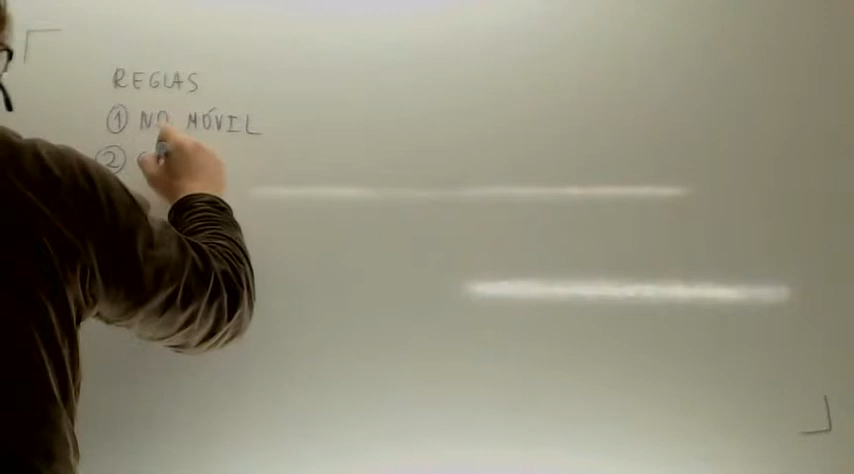 REGLAS
① NO MÓVIL
②